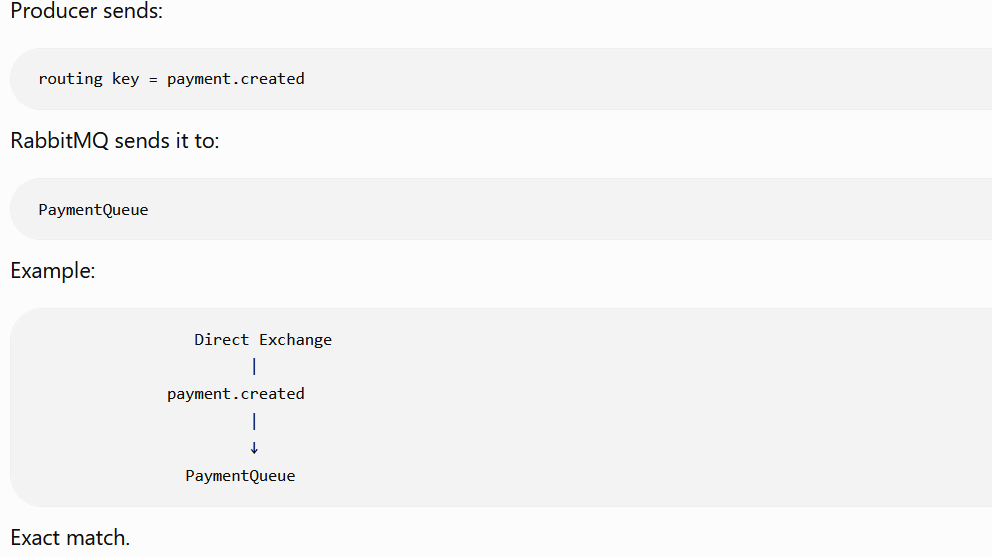 Producer sends:
routing key = payment.created
RabbitMQ sends it to:
PaymentQueue
Example:
Direct Exchange
|
payment.created
|
↓
PaymentQueue
Exact match.